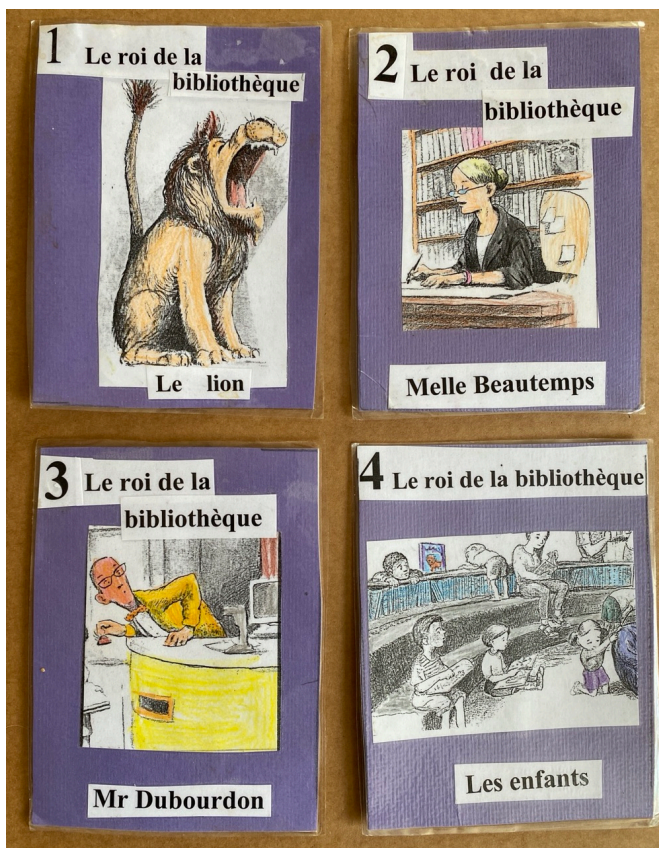 1 Le roi de la
bibliothèque
Le lion
2 Le roi de la
bibliothèque
Melle Beautemps
3 Le roi de la
bibliothèque
Mr Dubourdon
4 Le roi de la bibliothèque
Les enfants